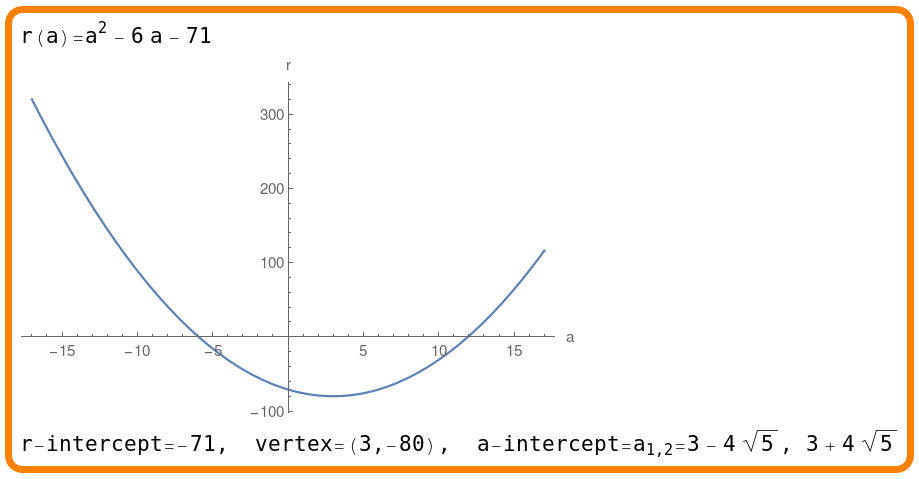 r(a)=a² − 6 a − 71
r
300
200
100
−15 −10 −5 5 10 15 a
−100
r−intercept=−71, vertex=(3,−80), a−intercept=a₁,₂=3 − 4 √5, 3 + 4 √5